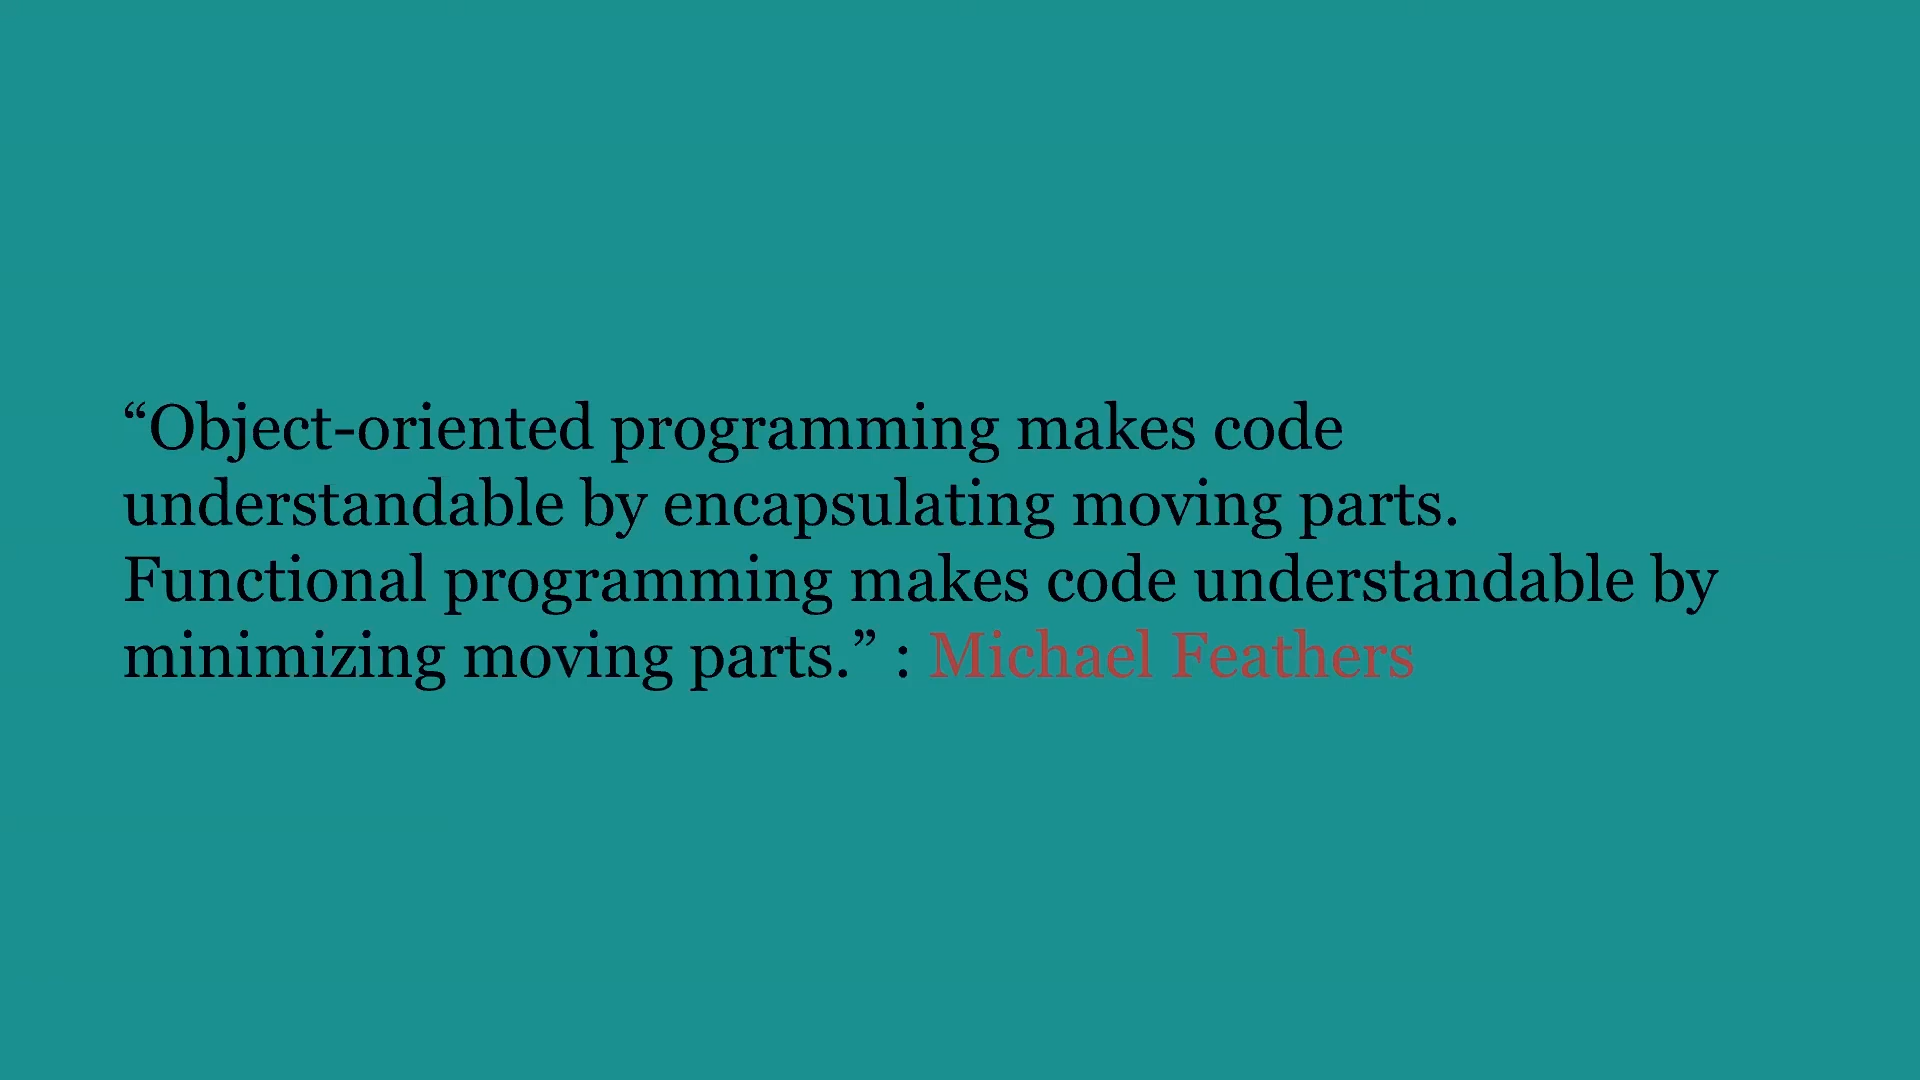 “Object-oriented programming makes code
understandable by encapsulating moving parts.
Functional programming makes code understandable by
minimizing moving parts.” : Michael Feathers